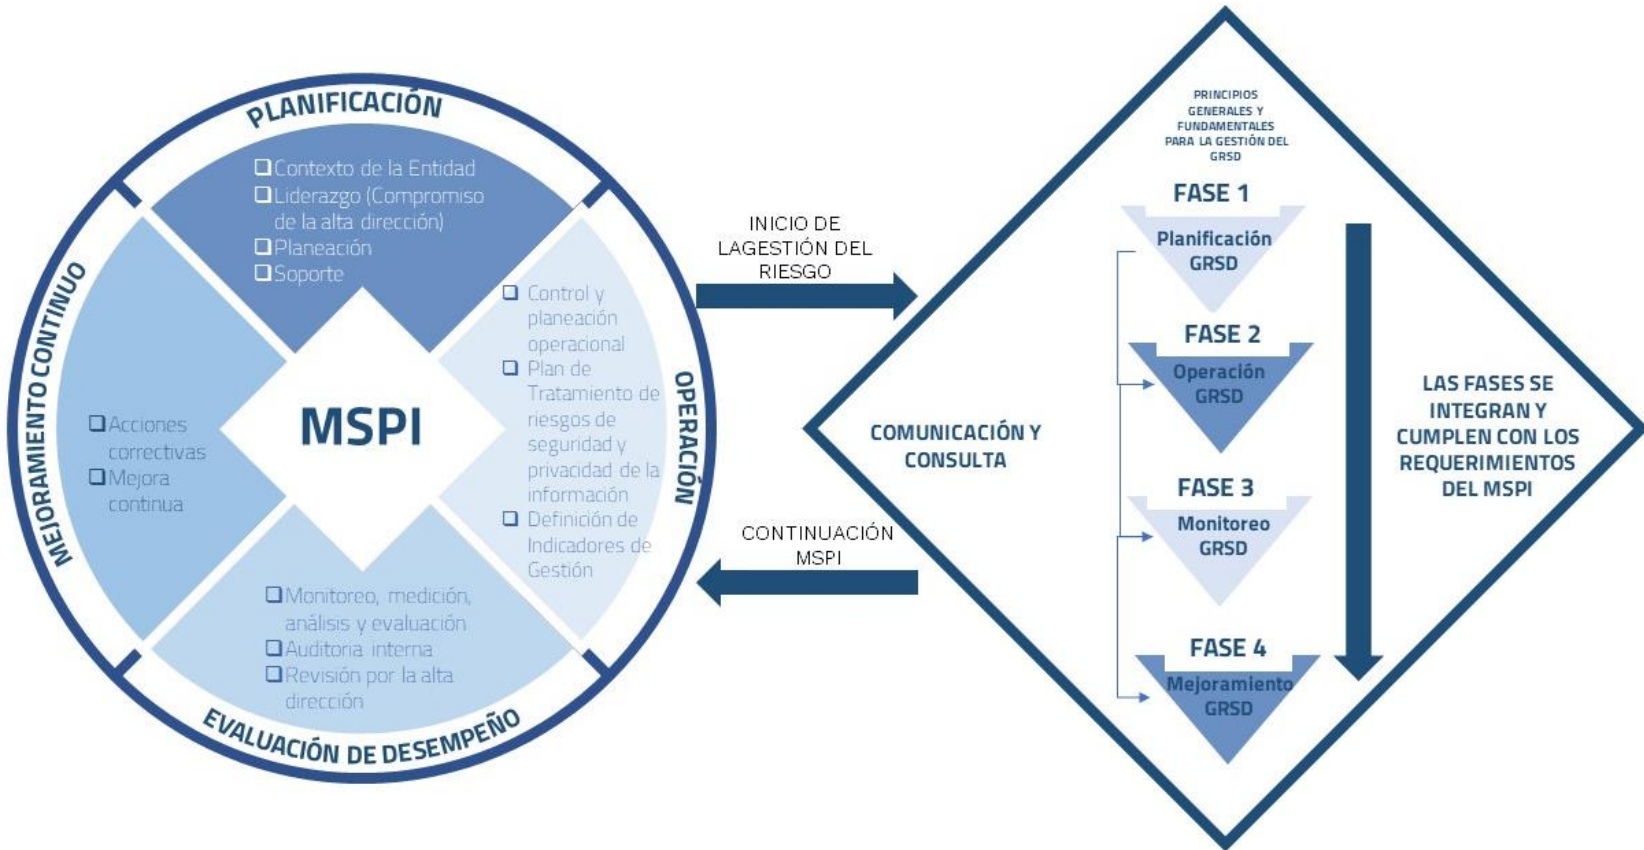 PLANIFICACIÓN
❑Contexto de la Entidad
❑Liderazgo (Compromiso
de la alta dirección)
❑Planeación
❑Soporte
OPERACIÓN
❑ Control y
planeación
operacional
❑ Plan de
Tratamiento de
riesgos de
seguridad y
privacidad de la
información
❑ Definición de
Indicadores de
Gestión
EVALUACIÓN DE DESEMPEÑO
❑Monitoreo, medición,
análisis y evaluación
❑Auditoria interna
❑Revisión por la alta
dirección
MEJORAMIENTO CONTINUO
❑Acciones
correctivas
❑Mejora
continua
MSPI
INICIO DE
LAGESTIÓN DEL
RIESGO
CONTINUACIÓN
MSPI
PRINCIPIOS
GENERALES Y
FUNDAMENTALES
PARA LA GESTIÓN DEL
GRSD
COMUNICACIÓN Y
CONSULTA
FASE 1
Planificación
GRSD
FASE 2
Operación
GRSD
FASE 3
Monitoreo
GRSD
FASE 4
Mejoramiento
GRSD
LAS FASES SE
INTEGRAN Y
CUMPLEN CON LOS
REQUERIMIENTOS
DEL MSPI